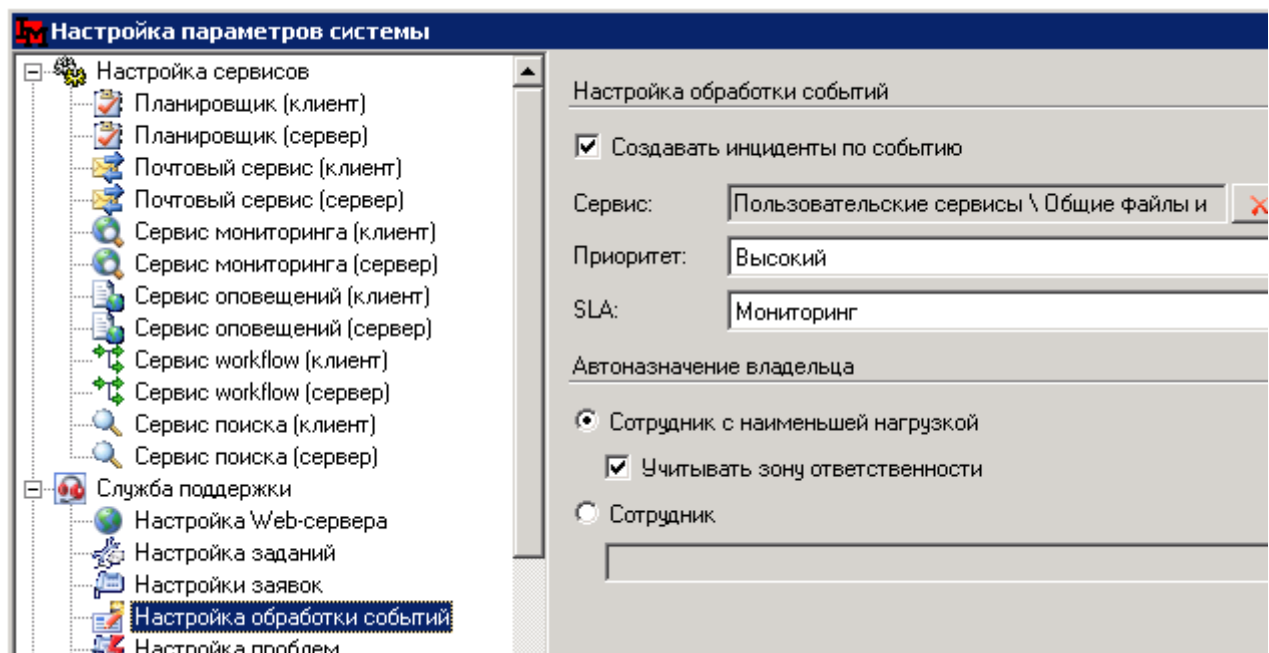 Настройка параметров системы
Настройка сервисов
Планировщик (клиент)
Планировщик (сервер)
Почтовый сервис (клиент)
Почтовый сервис (сервер)
Сервис мониторинга (клиент)
Сервис мониторинга (сервер)
Сервис оповещений (клиент)
Сервис оповещений (сервер)
Сервис workflow (клиент)
Сервис workflow (сервер)
Сервис поиска (клиент)
Сервис поиска (сервер)
Служба поддержки
Настройка Web-сервера
Настройка заданий
Настройки заявок
Настройка обработки событий
Настройка проблем
Настройка обработки событий
Создавать инциденты по событию
Сервис: Пользовательские сервисы \ Общие файлы и
Приоритет: Высокий
SLA: Мониторинг
Автоназначение владельца
Сотрудник с наименьшей нагрузкой
Учитывать зону ответственности
Сотрудник